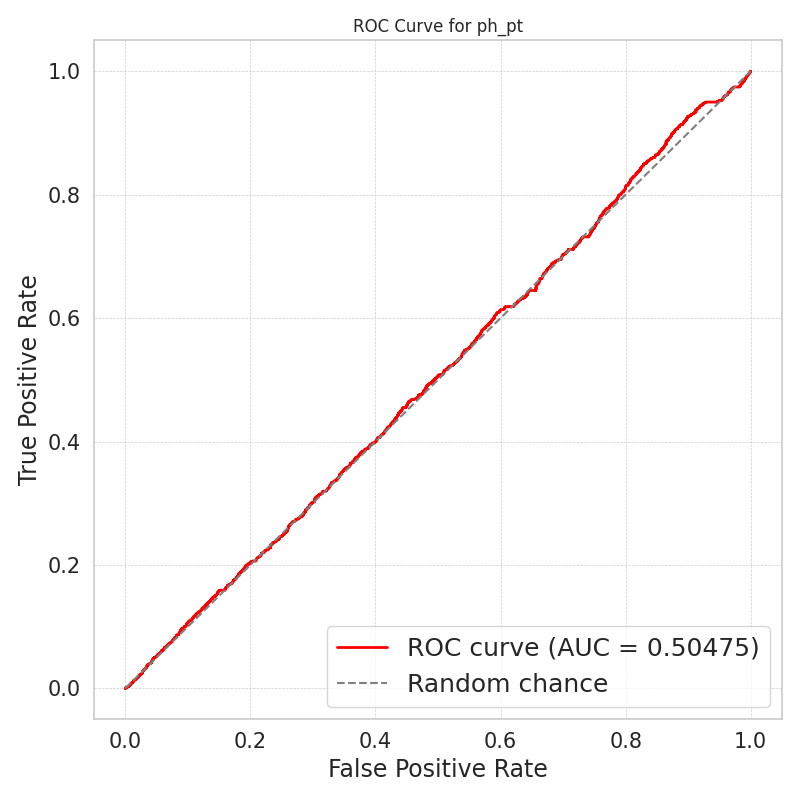 ROC Curve for ph_pt
True Positive Rate
1.0
0.8
0.6
0.4
0.2
0.0
ROC curve (AUC = 0.50475)
Random chance
0.0 0.2 0.4 0.6 0.8 1.0
False Positive Rate